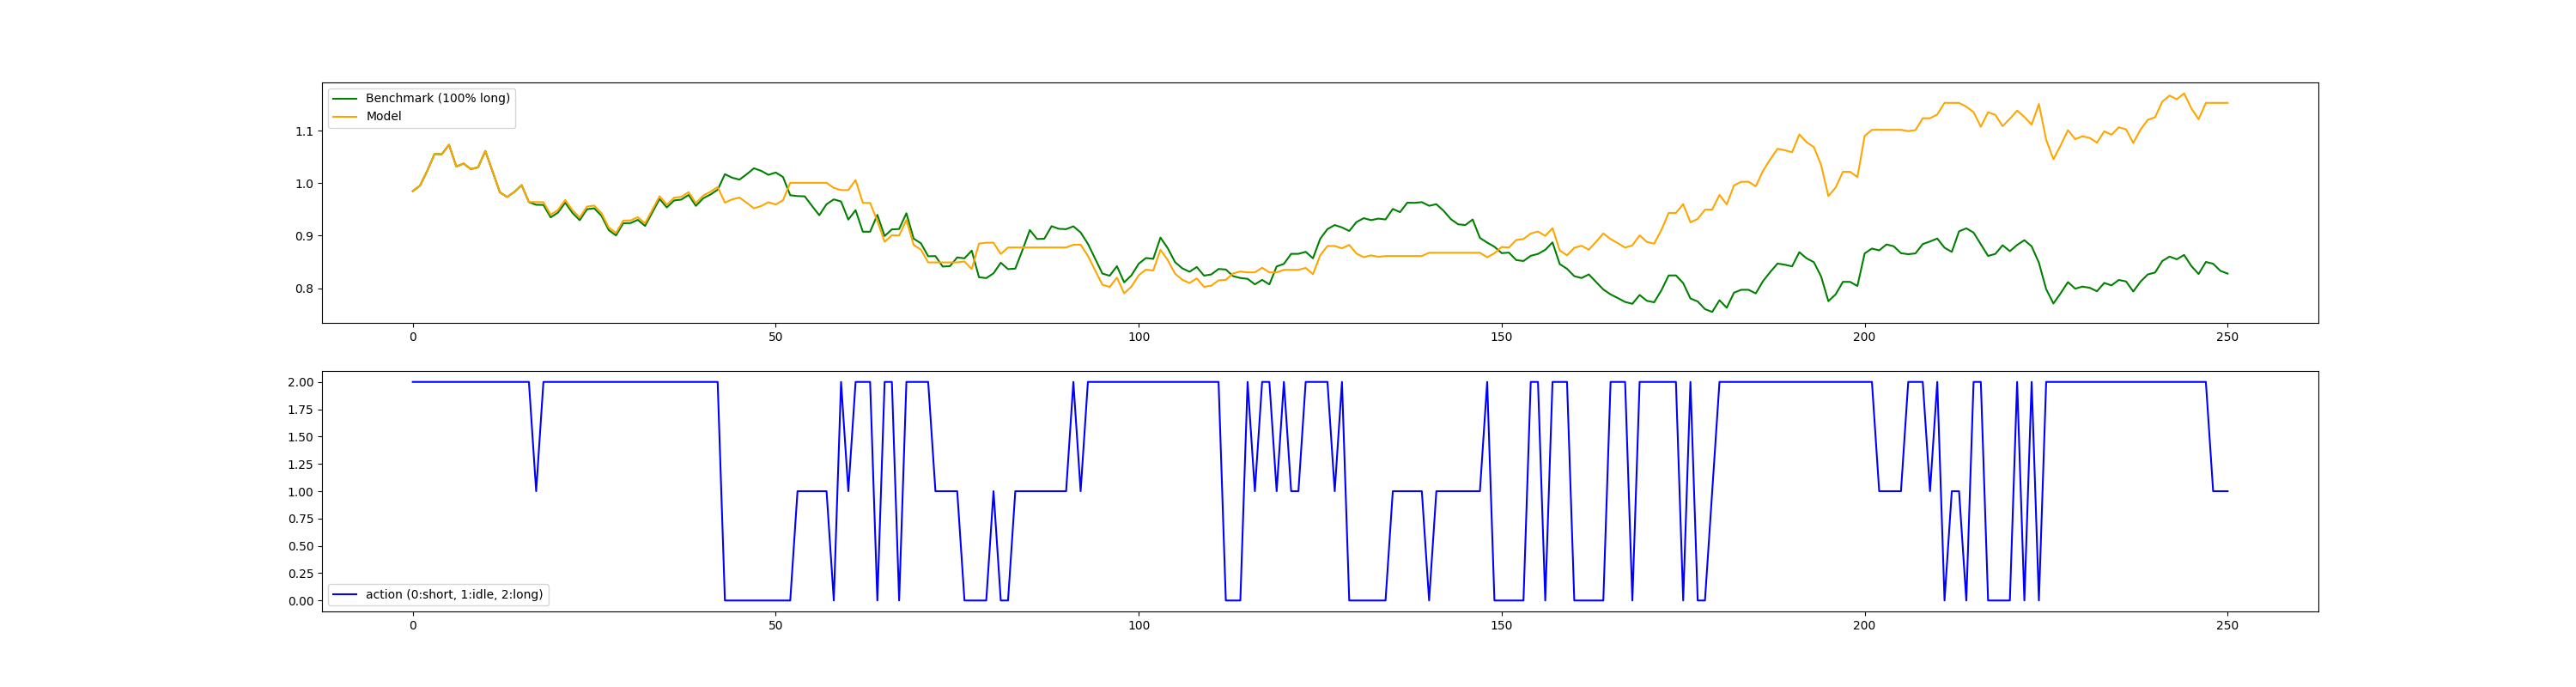 Benchmark (100% long)
Model
1.1
1.0
0.9
0.8
0 50 100 150 200 250
2.00
1.75
1.50
1.25
1.00
0.75
0.50
0.25
0.00
action (0:short, 1:idle, 2:long)
0 50 100 150 200 250